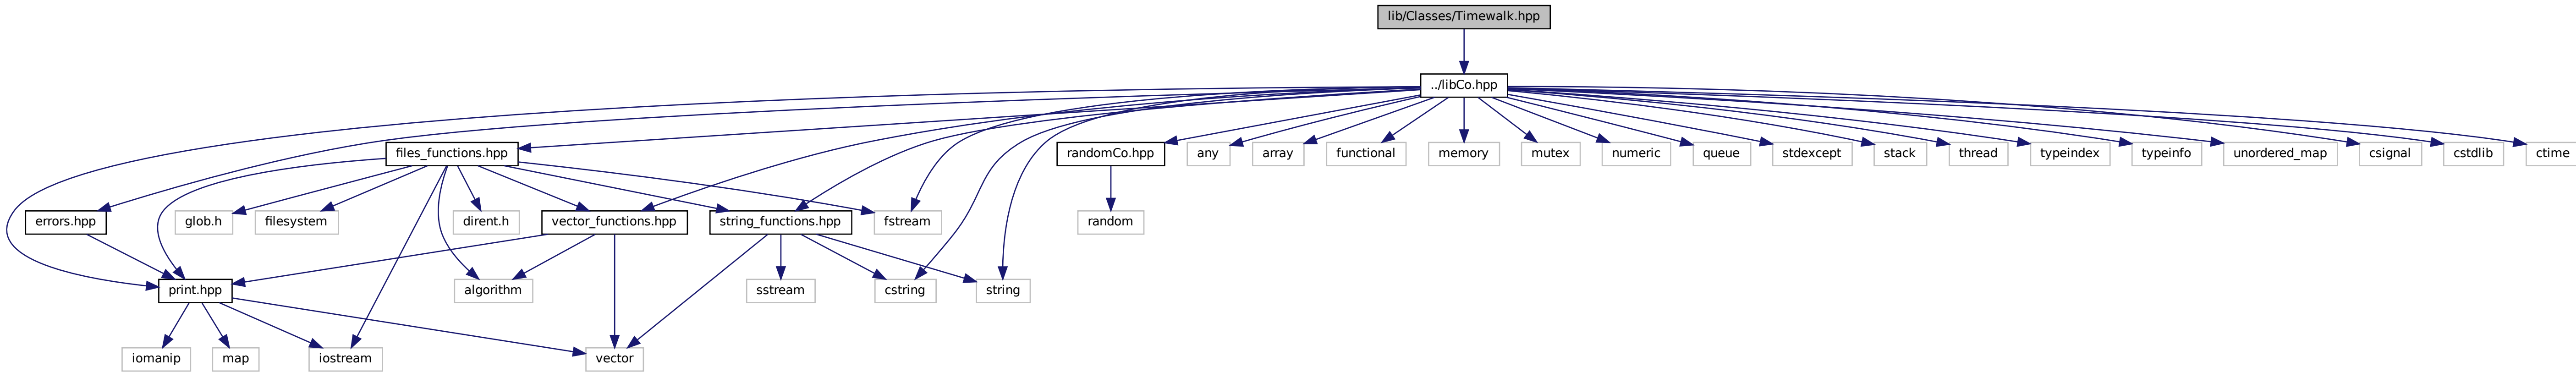 lib/Classes/Timewalk.hpp
../libCo.hpp
files_functions.hpp
randomCo.hpp
any
array
functional
memory
mutex
numeric
queue
stdexcept
stack
thread
typeindex
typeinfo
unordered_map
csignal
cstdlib
ctime
errors.hpp
glob.h
filesystem
dirent.h
vector_functions.hpp
string_functions.hpp
fstream
random
print.hpp
algorithm
sstream
cstring
string
iomanip
map
iostream
vector